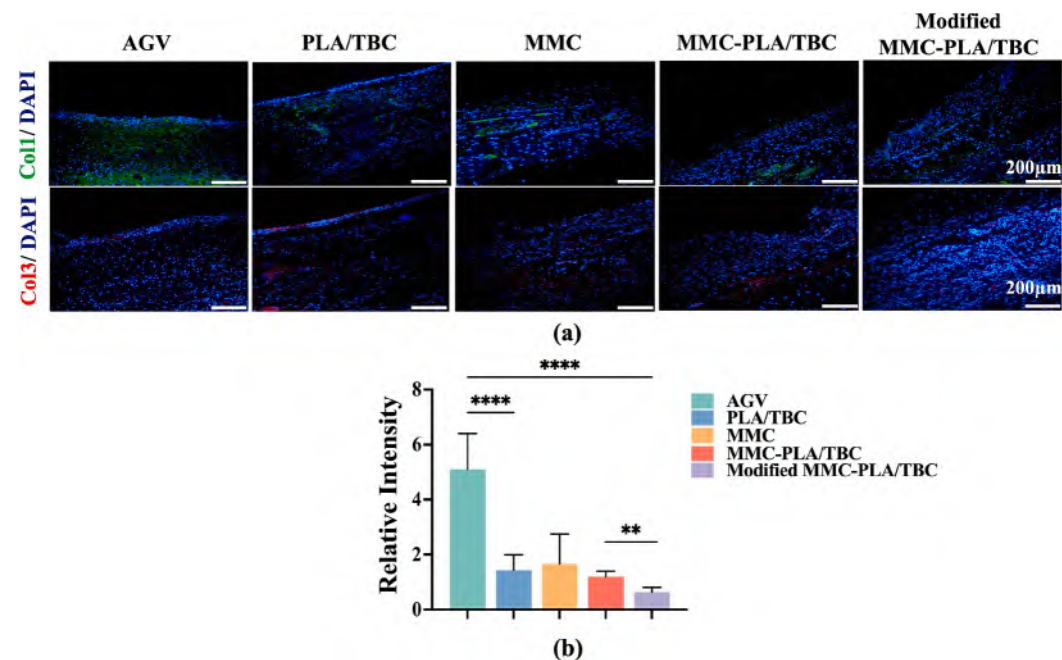 AGV
PLA/TBC
MMC
MMC-PLA/TBC
Modified
MMC-PLA/TBC
Col1/ DAPI
200μm
Col3/ DAPI
200μm
(a)
****
****
**
Relative Intensity
8
6
4
2
0
AGV
PLA/TBC
MMC
MMC-PLA/TBC
Modified MMC-PLA/TBC
(b)